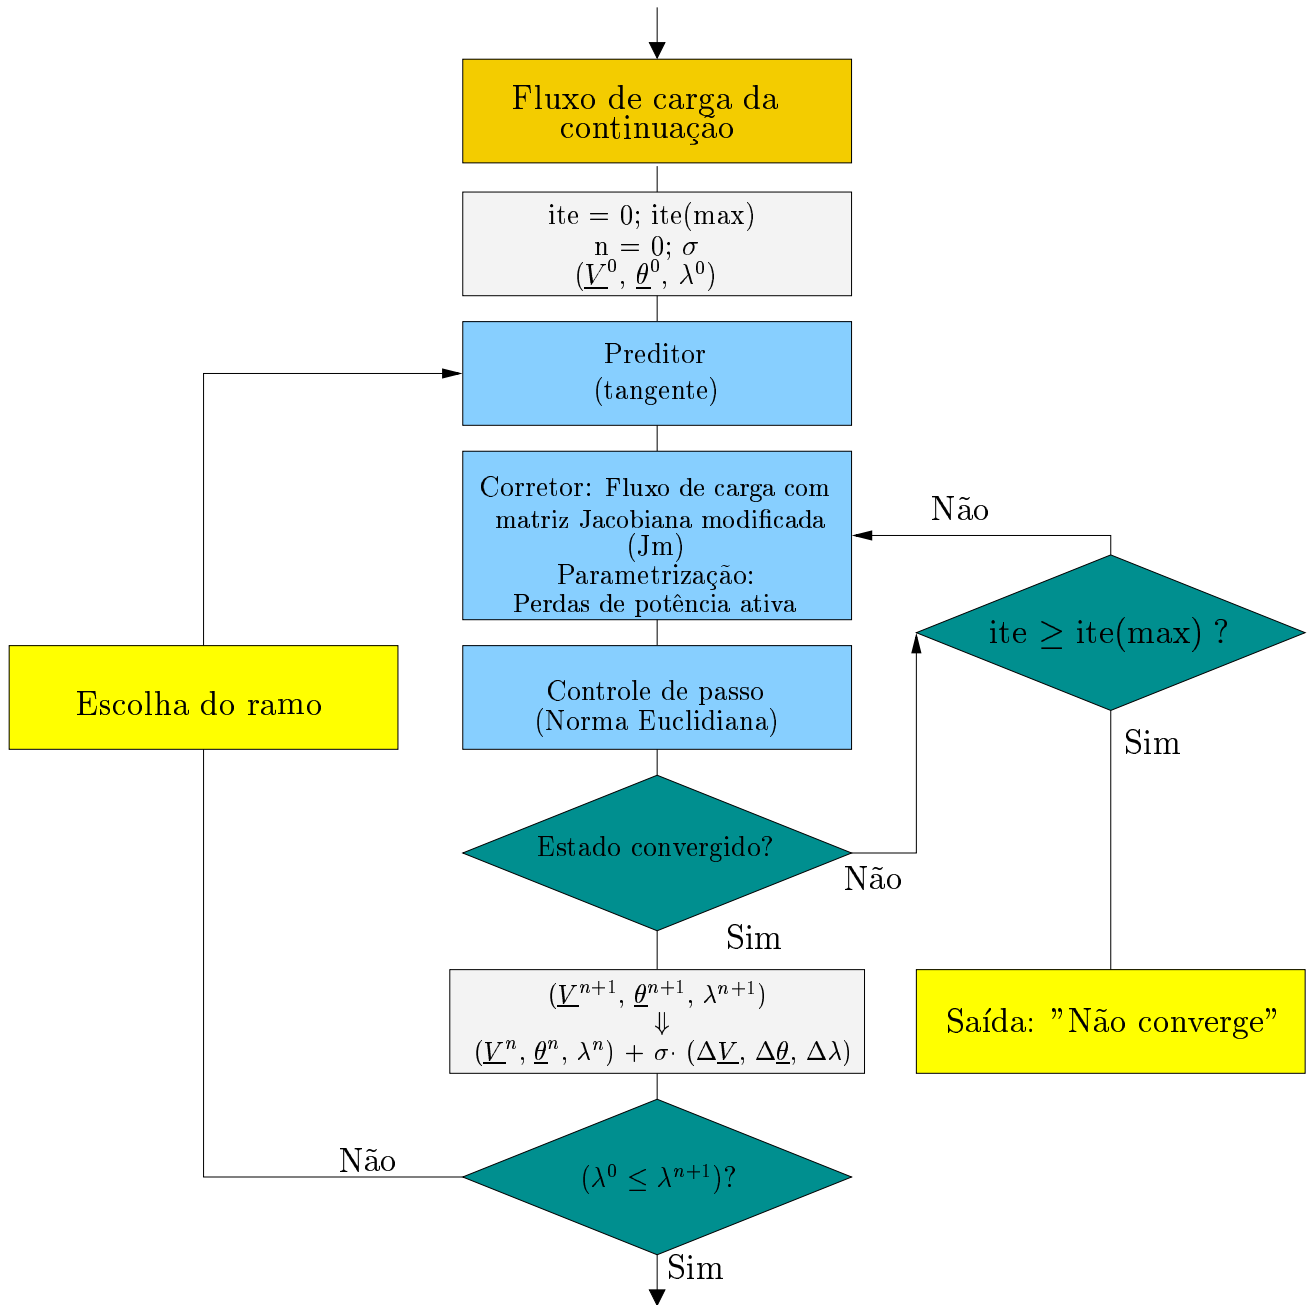 Fluxo de carga da
continuação
ite = 0; ite(max)
n = 0; σ
(V⁰, θ⁰, λ⁰)
Preditor
(tangente)
Corretor: Fluxo de carga com
matriz Jacobiana modificada
(Jm)
Parametrização:
Perdas de potência ativa
Não
ite ≥ ite(max) ?
Sim
Escolha do ramo
Controle de passo
(Norma Euclidiana)
Estado convergido?
Não
Sim
(Vⁿ⁺¹, θⁿ⁺¹, λⁿ⁺¹)
⇓
(Vⁿ, θⁿ, λⁿ) + σ· (ΔV, Δθ, Δλ)
Saída: ”Não converge”
Não
(λ⁰ ≤ λⁿ⁺¹)?
Sim